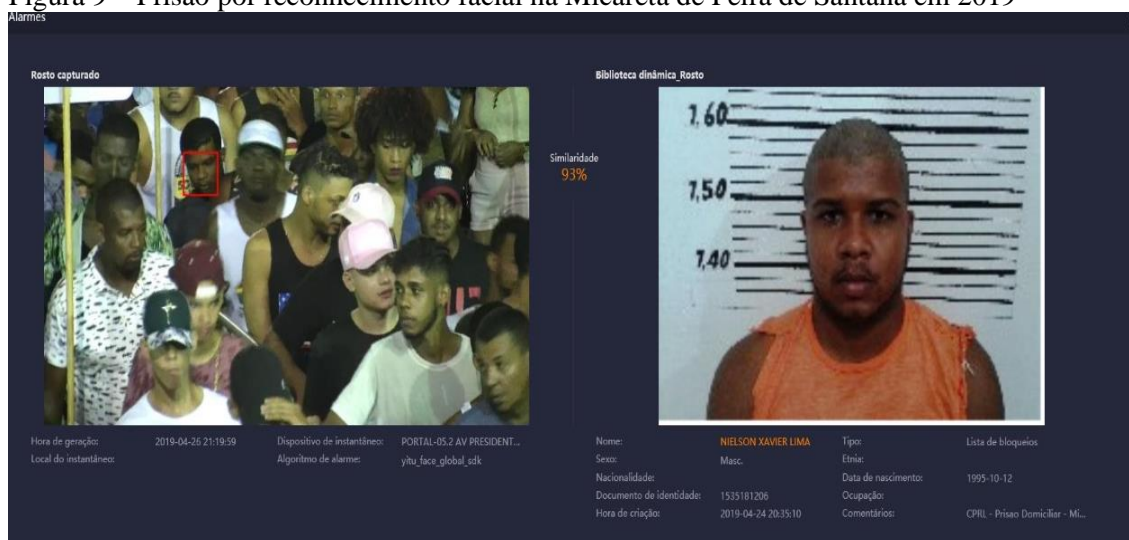 Figura 9 – Prisão por reconhecimento facial na Micareta de Feira de Santana em 2019
Alarmes
Rosto capturado
Biblioteca dinâmica_Rosto
Similaridade
93%
1,60
1,50
1,40
Hora de geração: 2019-04-26 21:19:59 Dispositivo de instantâneo: PORTAL-05.2 AV PRESIDENT...
Local do instantâneo: Algoritmo de alarme: yitu_face_global_sdk
Nome: NIELSON XAVIER LIMA Tipo: Lista de bloqueios
Sexo: Masc. Etnia:
Nacionalidade: Data de nascimento: 1995-10-12
Documento de identidade: 1535181206 Ocupação:
Hora de criação: 2019-04-24 20:35:10 Comentários: CPRL - Prisao Domiciliar - Mi...